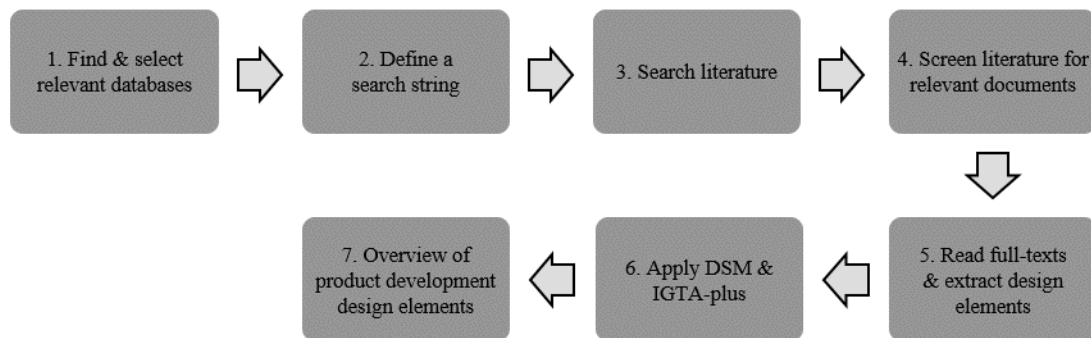 1. Find & select
relevant databases
2. Define a
search string
3. Search literature
4. Screen literature for
relevant documents
5. Read full-texts
& extract design
elements
6. Apply DSM &
IGTA-plus
7. Overview of
product development
design elements